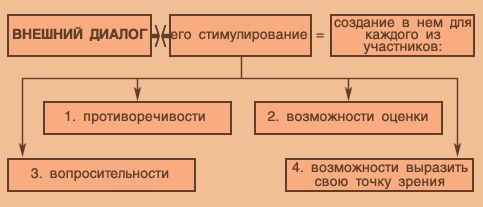 ВНЕШНИЙ ДИАЛОГ
его стимулирование
=
создание в нем для
каждого из
участников:
1. противоречивости
2. возможности оценки
3. вопросительности
4. возможности выразить
свою точку зрения